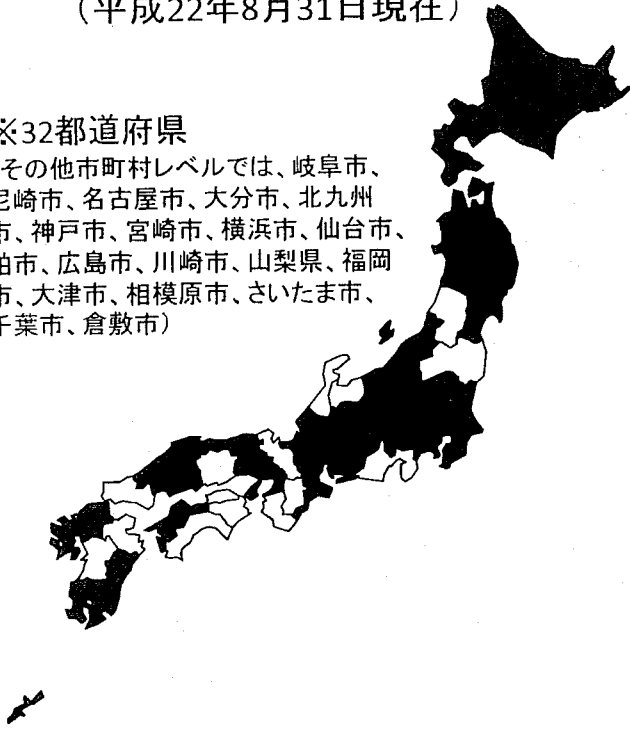 （平成22年8月31日現在）
※32都道府県
その他市町村レベルでは、岐阜市、
尼崎市、名古屋市、大分市、北九州
市、神戸市、宮崎市、横浜市、仙台市、
柏市、広島市、川崎市、山梨県、福岡
市、大津市、相模原市、さいたま市、
千葉市、倉敷市）